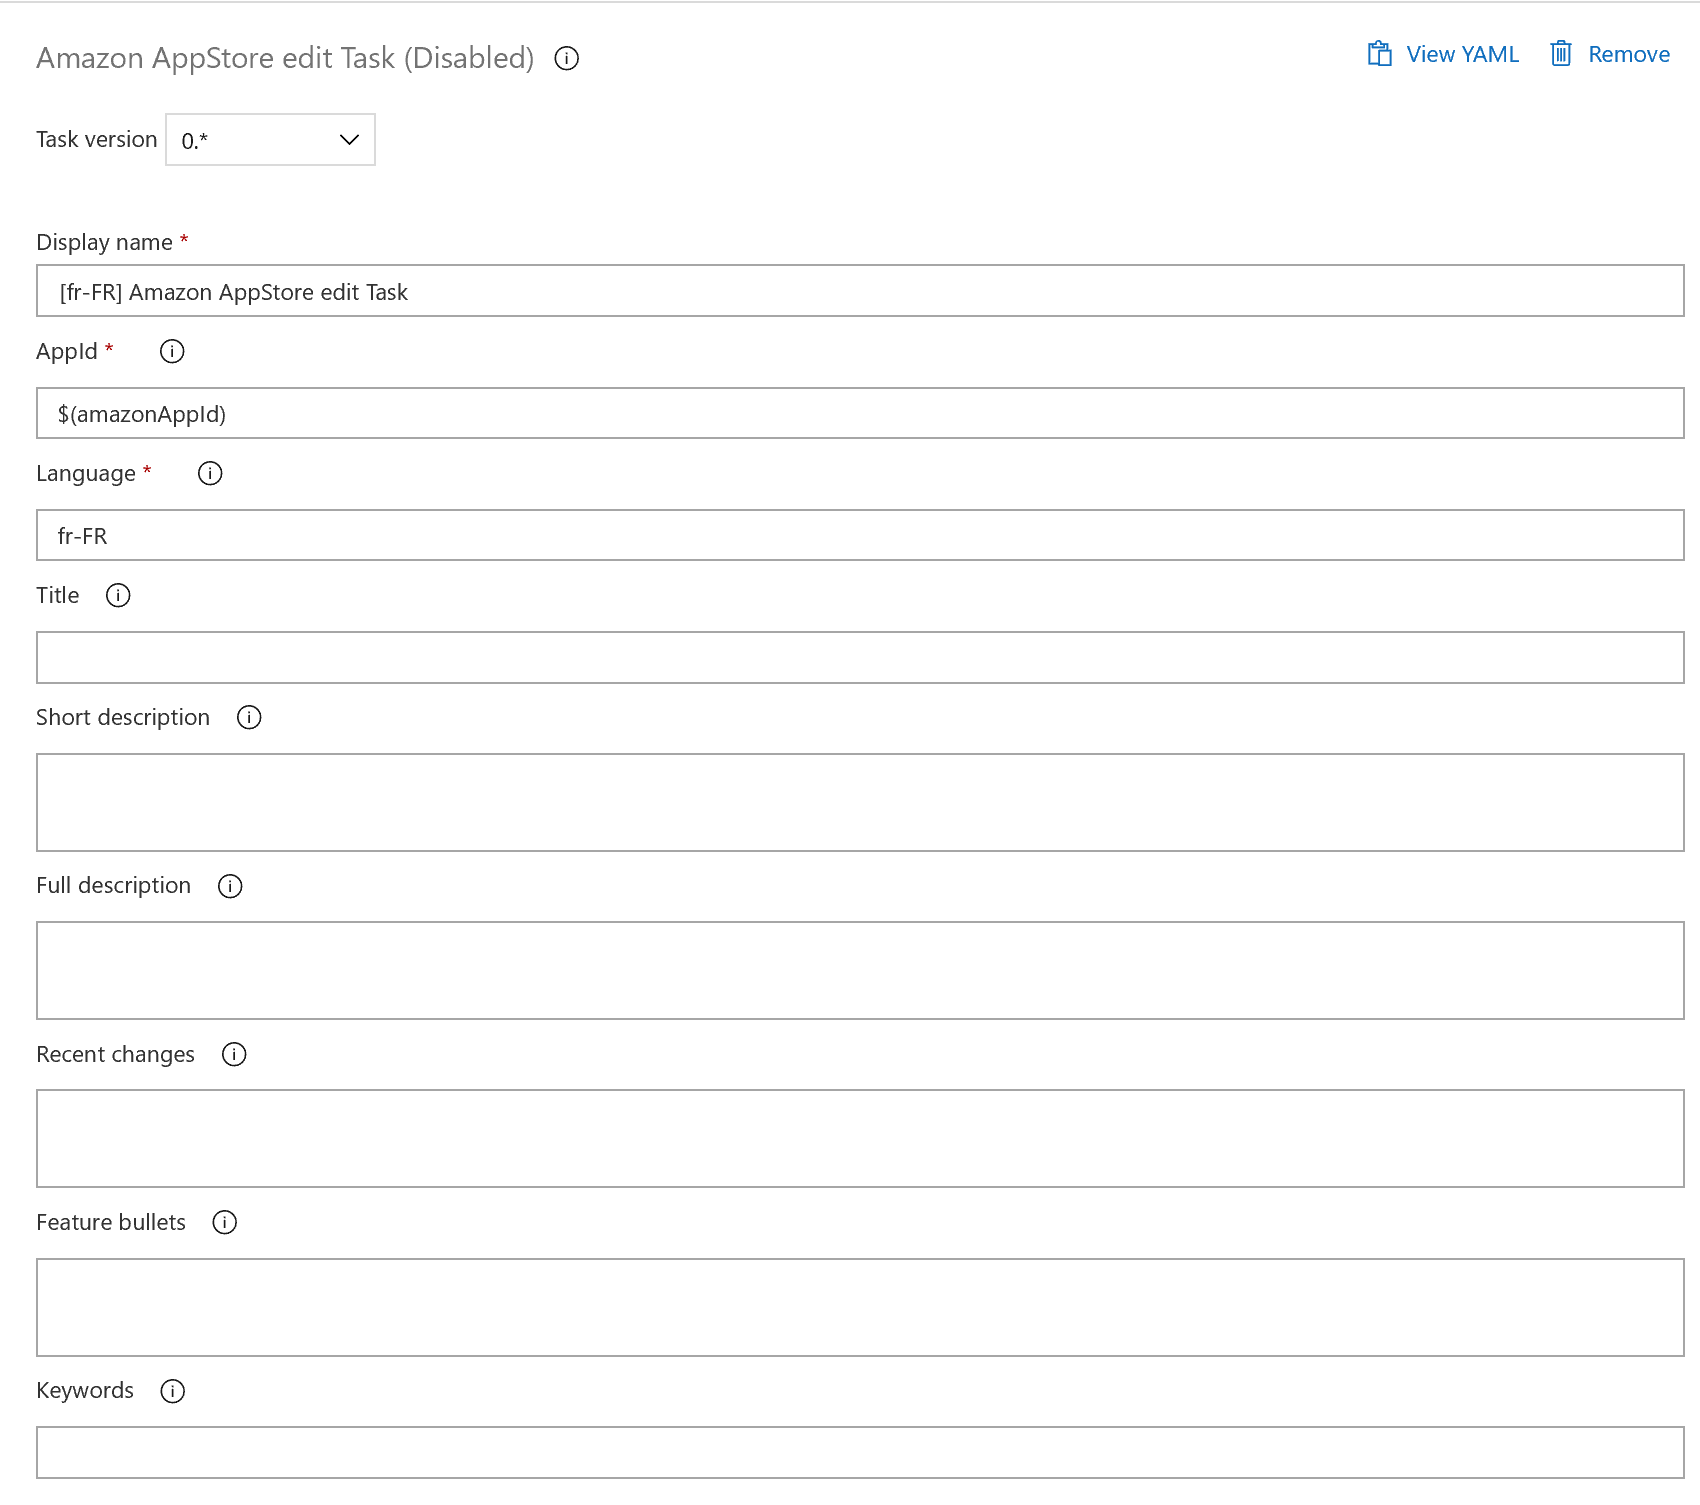 Amazon AppStore edit Task (Disabled)
View YAML
Remove
Task version
0.*
Display name *
[fr-FR] Amazon AppStore edit Task
AppId *
$(amazonAppId)
Language *
fr-FR
Title
Short description
Full description
Recent changes
Feature bullets
Keywords